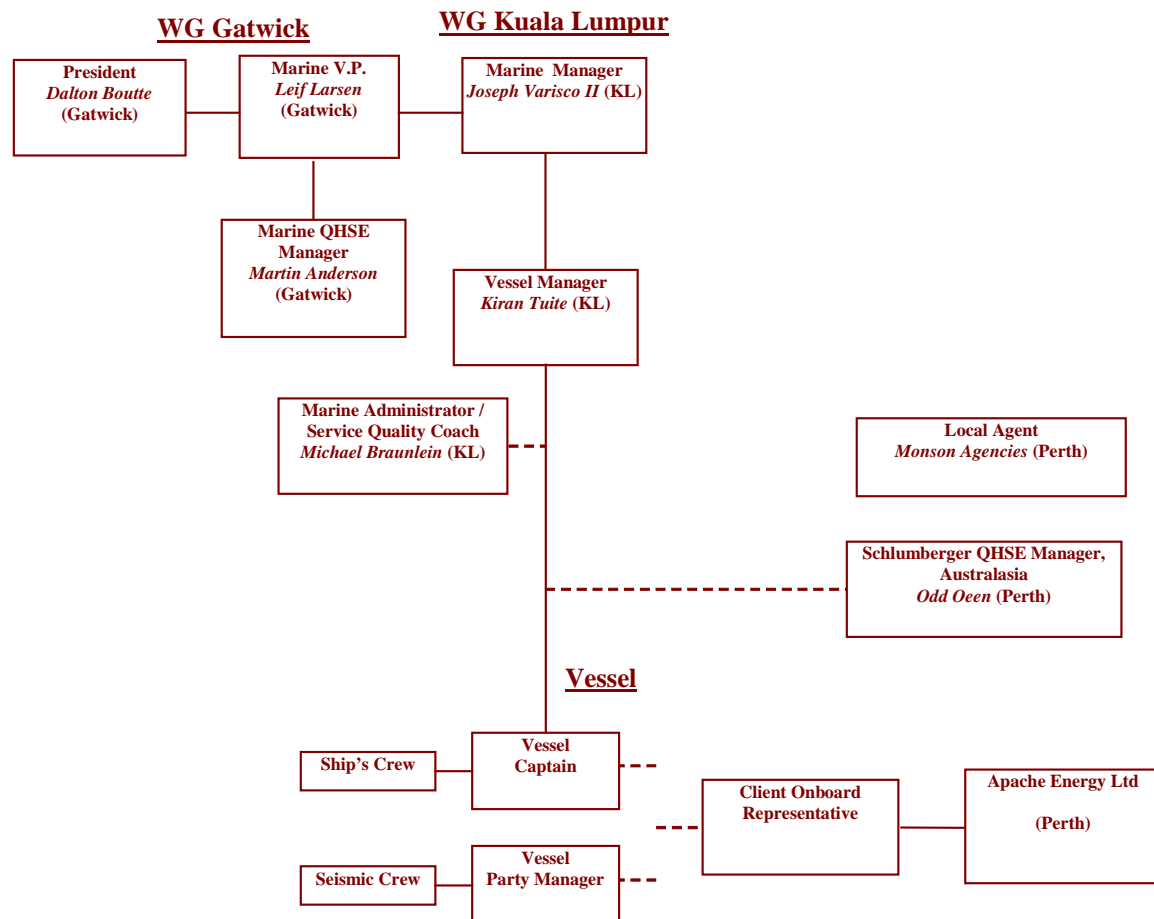 WG Gatwick
WG Kuala Lumpur
President
Dalton Boutte
(Gatwick)
Marine V.P.
Leif Larsen
(Gatwick)
Marine Manager
Joseph Varisco II (KL)
Marine QHSE
Manager
Martin Anderson
(Gatwick)
Vessel Manager
Kiran Tuite (KL)
Marine Administrator /
Service Quality Coach
Michael Braunlein (KL)
Local Agent
Monson Agencies (Perth)
Schlumberger QHSE Manager,
Australasia
Odd Oeen (Perth)
Vessel
Ship's Crew
Vessel
Captain
Client Onboard
Representative
Apache Energy Ltd
(Perth)
Seismic Crew
Vessel
Party Manager